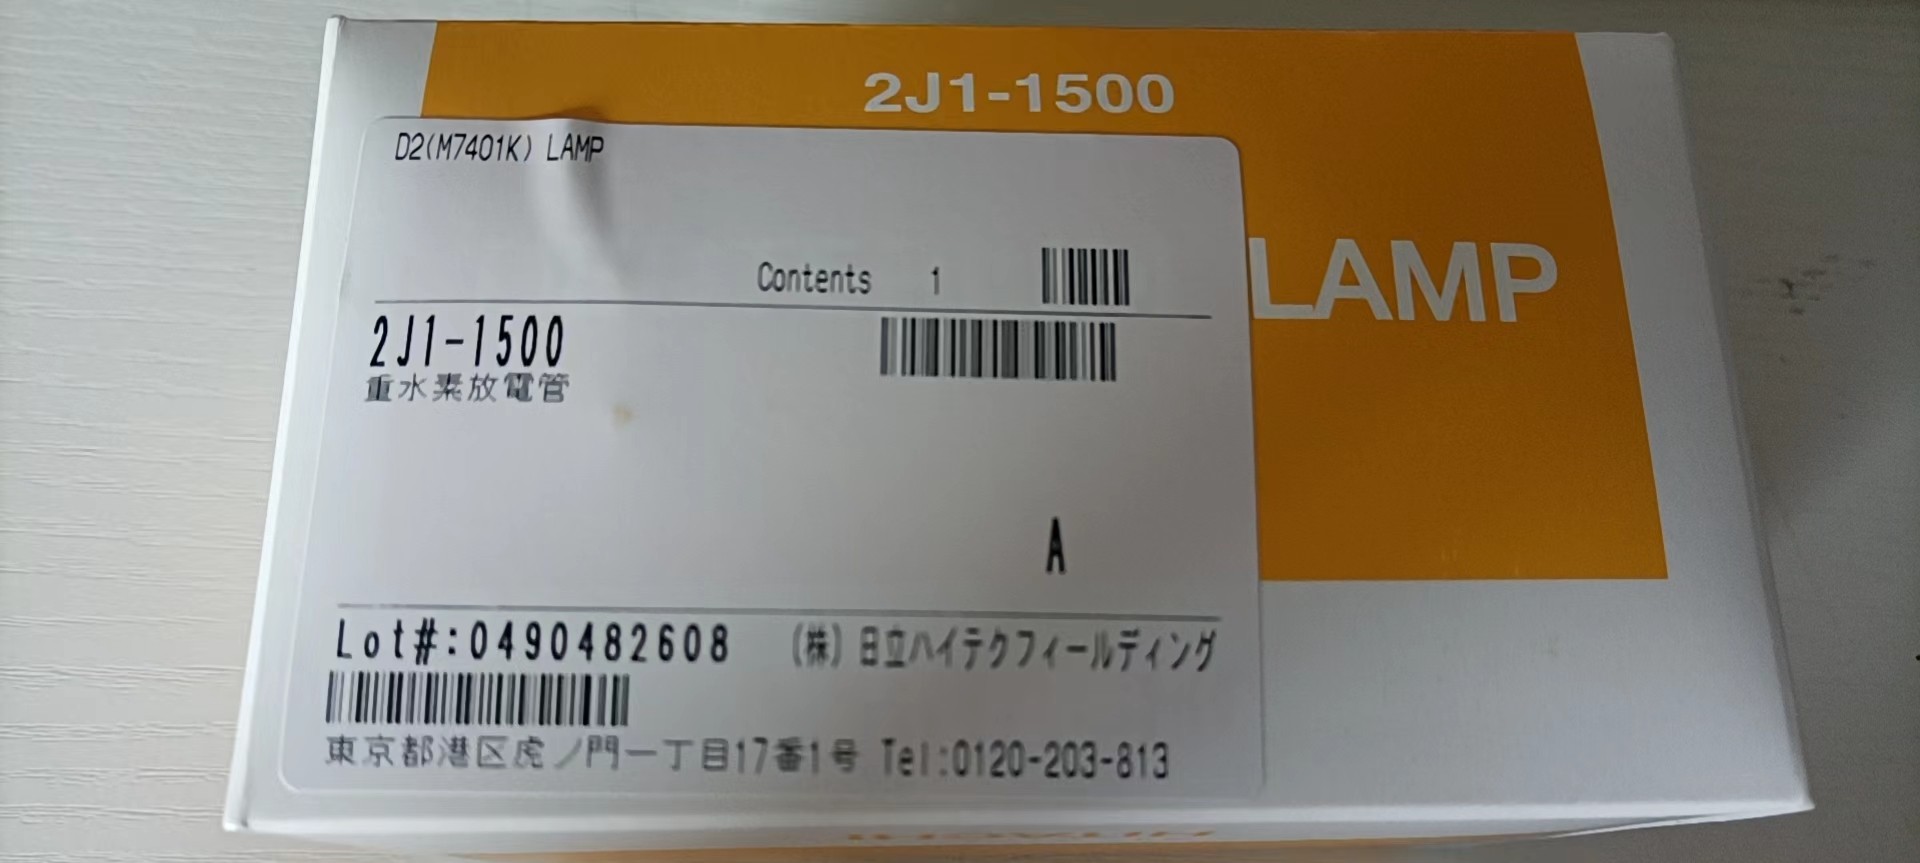 2J1-1500
LAMP
D2(M7401K) LAMP
Contents 1
2J1-1500
重水素放電管
A
Lot#:0490482608 (株)日立ハイテクフィールディング
東京都港区虎ノ門一丁目17番1号 Tel:0120-203-813